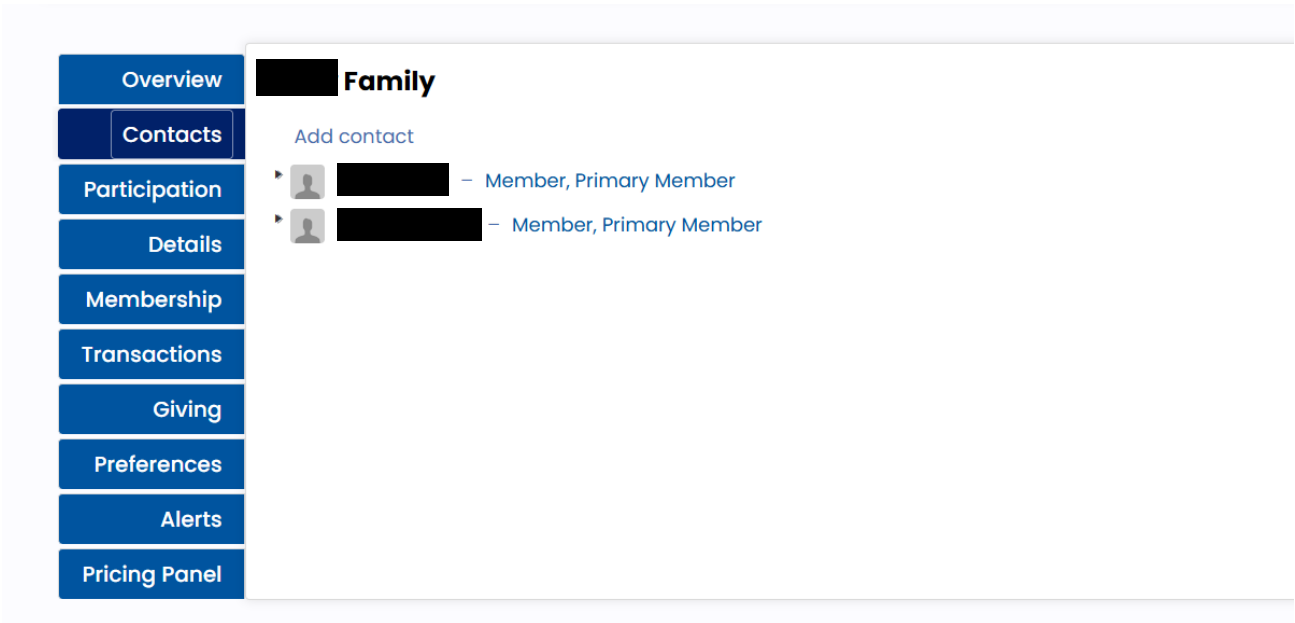 Overview
Contacts
Participation
Details
Membership
Transactions
Giving
Preferences
Alerts
Pricing Panel
Family
Add contact
– Member, Primary Member
– Member, Primary Member